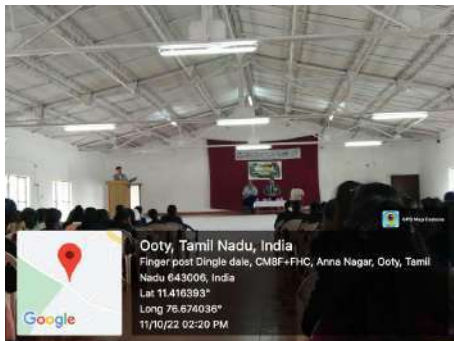 GPS Map Camera
Ooty, Tamil Nadu, India
Finger post Dingle dale, CM8F+FHC, Anna Nagar, Ooty, Tamil
Nadu 643006, India
Lat 11.416393°
Long 76.674036°
11/10/22 02:20 PM
Google